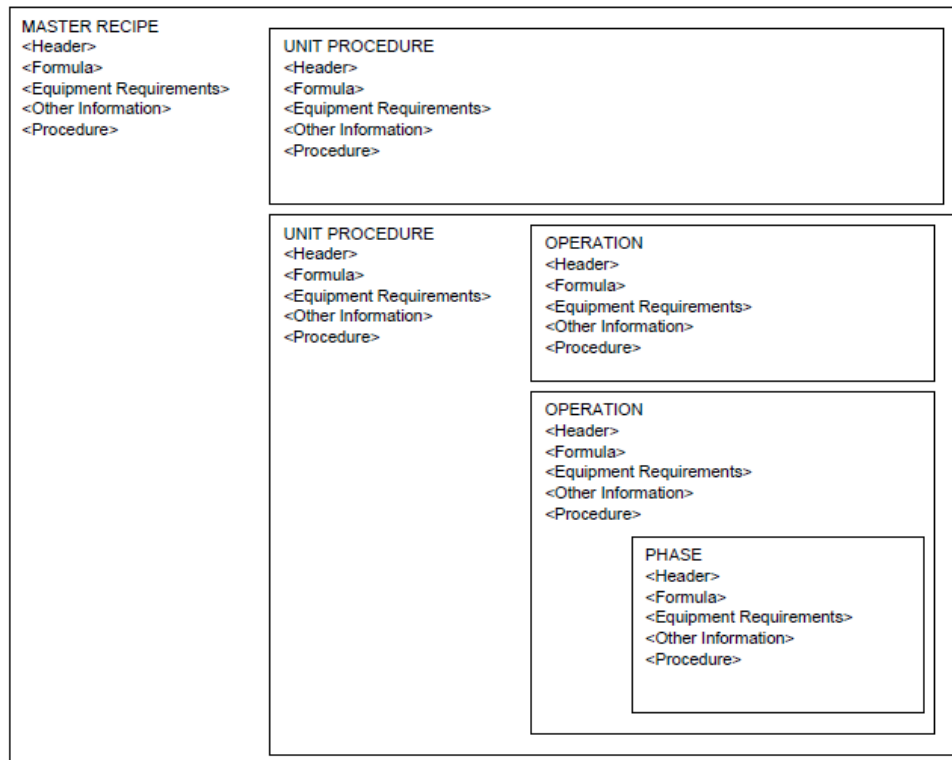 MASTER RECIPE
<Header>
<Formula>
<Equipment Requirements>
<Other Information>
<Procedure>
UNIT PROCEDURE
<Header>
<Formula>
<Equipment Requirements>
<Other Information>
<Procedure>
UNIT PROCEDURE
<Header>
<Formula>
<Equipment Requirements>
<Other Information>
<Procedure>
OPERATION
<Header>
<Formula>
<Equipment Requirements>
<Other Information>
<Procedure>
OPERATION
<Header>
<Formula>
<Equipment Requirements>
<Other Information>
<Procedure>
PHASE
<Header>
<Formula>
<Equipment Requirements>
<Other Information>
<Procedure>